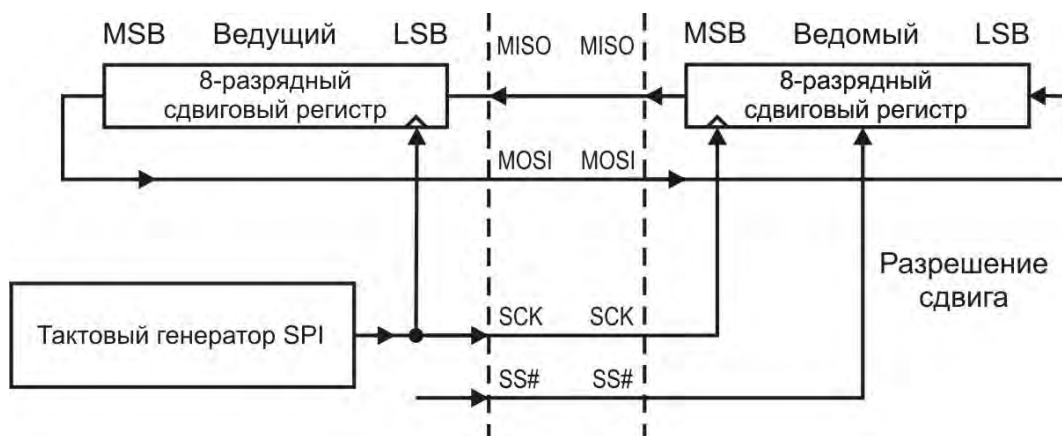 MSB Ведущий LSB
MISO MISO
MSB Ведомый LSB
8-разрядный
сдвиговый регистр
8-разрядный
сдвиговый регистр
MOSI MOSI
Разрешение
сдвига
Тактовый генератор SPI
SCK SCK
SS# SS#